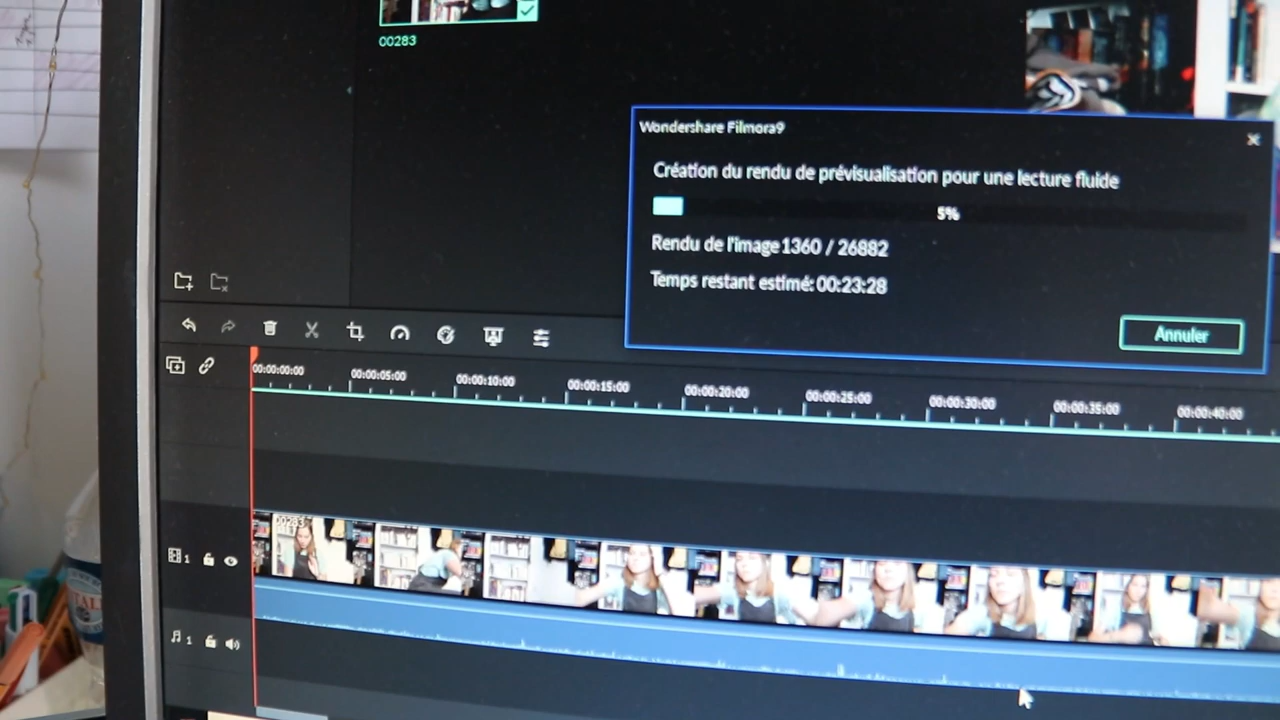 00283
Wondershare Filmora9
Création du rendu de prévisualisation pour une lecture fluide
5%
Rendu de l'image 1360 / 26882
Temps restant estimé: 00:23:28
Annuler
00:00:00:00 00:00:05:00 00:00:10:00 00:00:15:00 00:00:20:00 00:00:25:00 00:00:30:00 00:00:35:00 00:00:40:00
00283
1
1